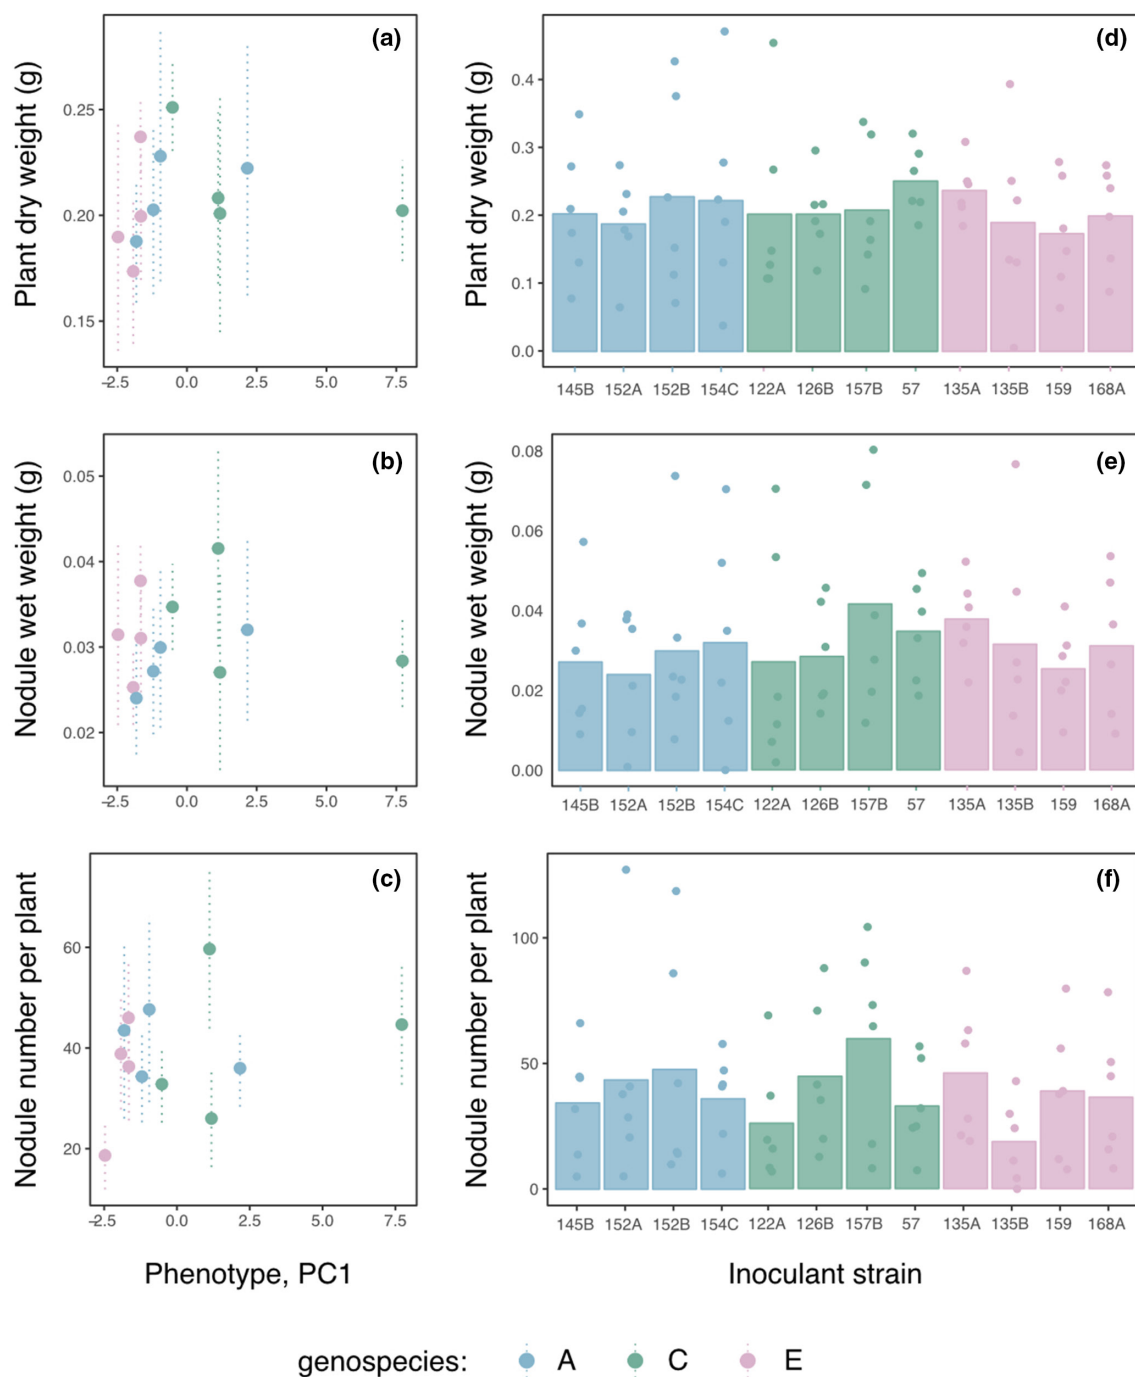 (a)
Plant dry weight (g)
0.25
0.20
0.15
-2.5 0.0 2.5 5.0 7.5
(d)
Plant dry weight (g)
0.4
0.3
0.2
0.1
0.0
145B 152A 152B 154C 122A 126B 157B 57 135A 135B 159 168A
(b)
Nodule wet weight (g)
0.05
0.04
0.03
0.02
-2.5 0.0 2.5 5.0 7.5
(e)
Nodule wet weight (g)
0.08
0.06
0.04
0.02
0.00
145B 152A 152B 154C 122A 126B 157B 57 135A 135B 159 168A
(c)
Nodule number per plant
60
40
20
-2.5 0.0 2.5 5.0 7.5
Phenotype, PC1
(f)
Nodule number per plant
100
50
0
145B 152A 152B 154C 122A 126B 157B 57 135A 135B 159 168A
Inoculant strain
genospecies: A C E